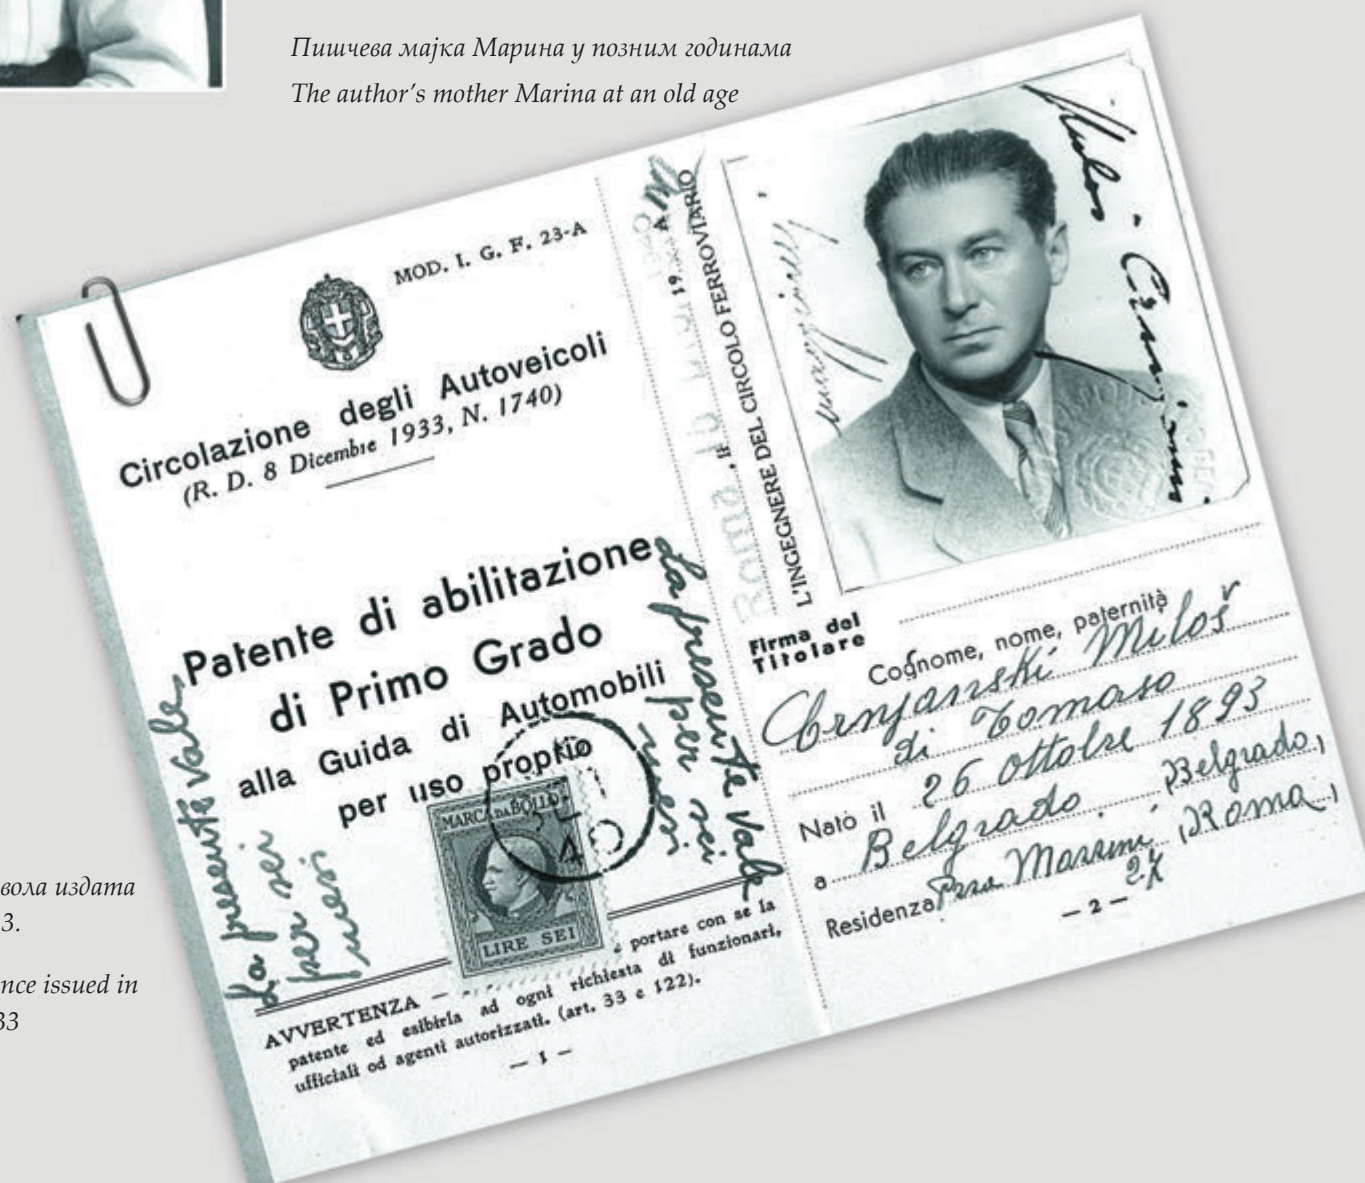 Пишчева мајка Марина у позним годинама
The author's mother Marina at an old age
MOD. I. G. F. 23-A
Circolazione degli Autoveicoli
(R. D. 8 Dicembre 1933, N. 1740)
Patente di abilitazione
di Primo Grado
alla Guida di Automobili
per uso proprio
La presente vale
per sei
mesi
La presente vale
per sei
mesi
MARCA DA BOLLO
LIRE SEI
AVVERTENZA —
portare con se la
patente ed esibirla ad ogni richiesta di funzionari,
ufficiali od agenti autorizzati. (art. 33 e 122).
— 1 —
L'INGEGNERE DEL CIRCOLO FERROVIARIO
Firma del
Titolare
Cognome, nome, paternità
Crnjanski Miloš
di Tomaso
Nato il 26 ottobre 1893
a Belgrado Belgrado,
Residenza Massimi, Roma,
27
— 2 —
вола издата
3.
nce issued in
33